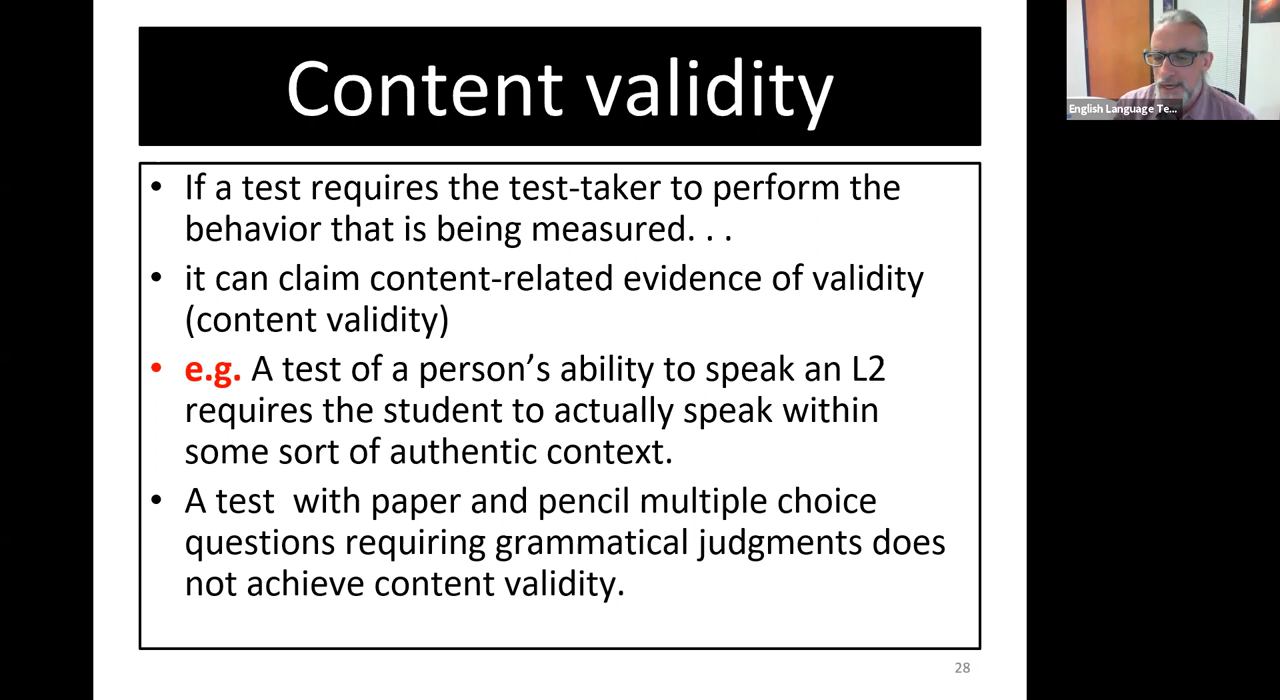 Content validity
English Language Te...
• If a test requires the test-taker to perform the
behavior that is being measured. . .
• it can claim content-related evidence of validity
(content validity)
• e.g. A test of a person’s ability to speak an L2
requires the student to actually speak within
some sort of authentic context.
• A test  with paper and pencil multiple choice
questions requiring grammatical judgments does
not achieve content validity.
28